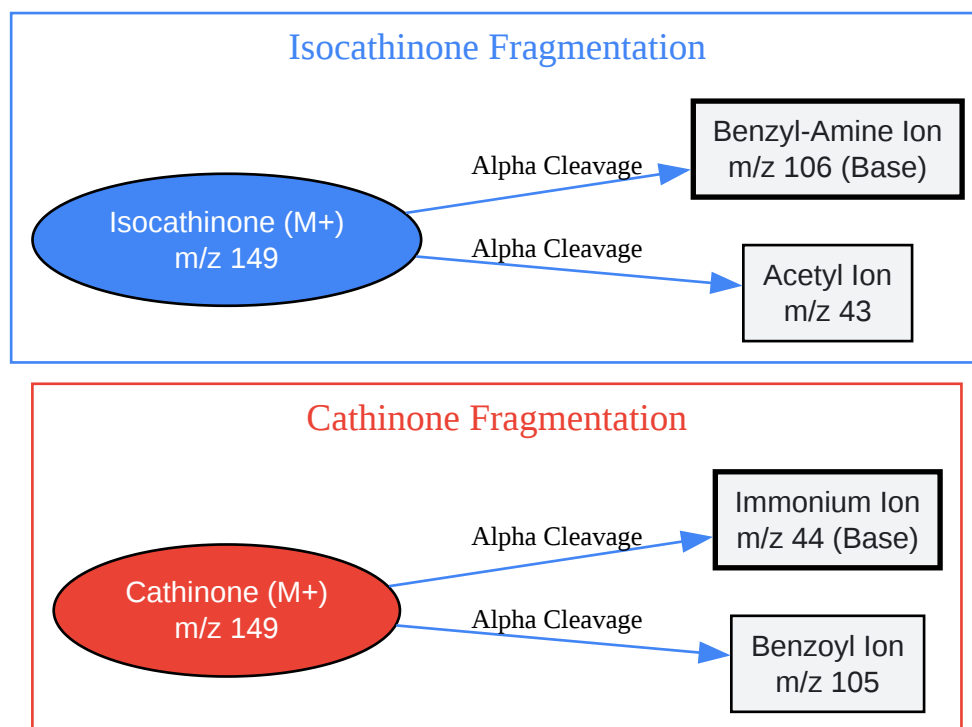 Isocathinone Fragmentation
Benzyl-Amine Ion
m/z 106 (Base)
Alpha Cleavage
Isocathinone (M+)
m/z 149
Alpha Cleavage
Acetyl Ion
m/z 43
Cathinone Fragmentation
Immonium Ion
m/z 44 (Base)
Alpha Cleavage
Cathinone (M+)
m/z 149
Alpha Cleavage
Benzoyl Ion
m/z 105